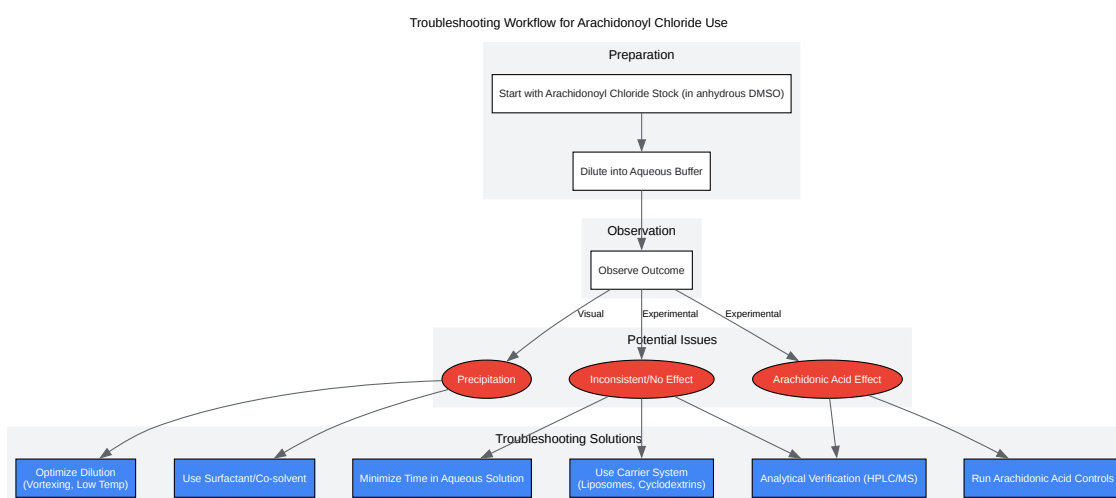 Troubleshooting Workflow for Arachidonoyl Chloride Use
Preparation
Start with Arachidonoyl Chloride Stock (in anhydrous DMSO)
Dilute into Aqueous Buffer
Observation
Observe Outcome
Visual
Experimental
Experimental
Potential Issues
Precipitation
Inconsistent/No Effect
Arachidonic Acid Effect
Troubleshooting Solutions
Optimize Dilution
(Vortexing, Low Temp)
Use Surfactant/Co-solvent
Minimize Time in Aqueous Solution
Use Carrier System
(Liposomes, Cyclodextrins)
Analytical Verification (HPLC/MS)
Run Arachidonic Acid Controls